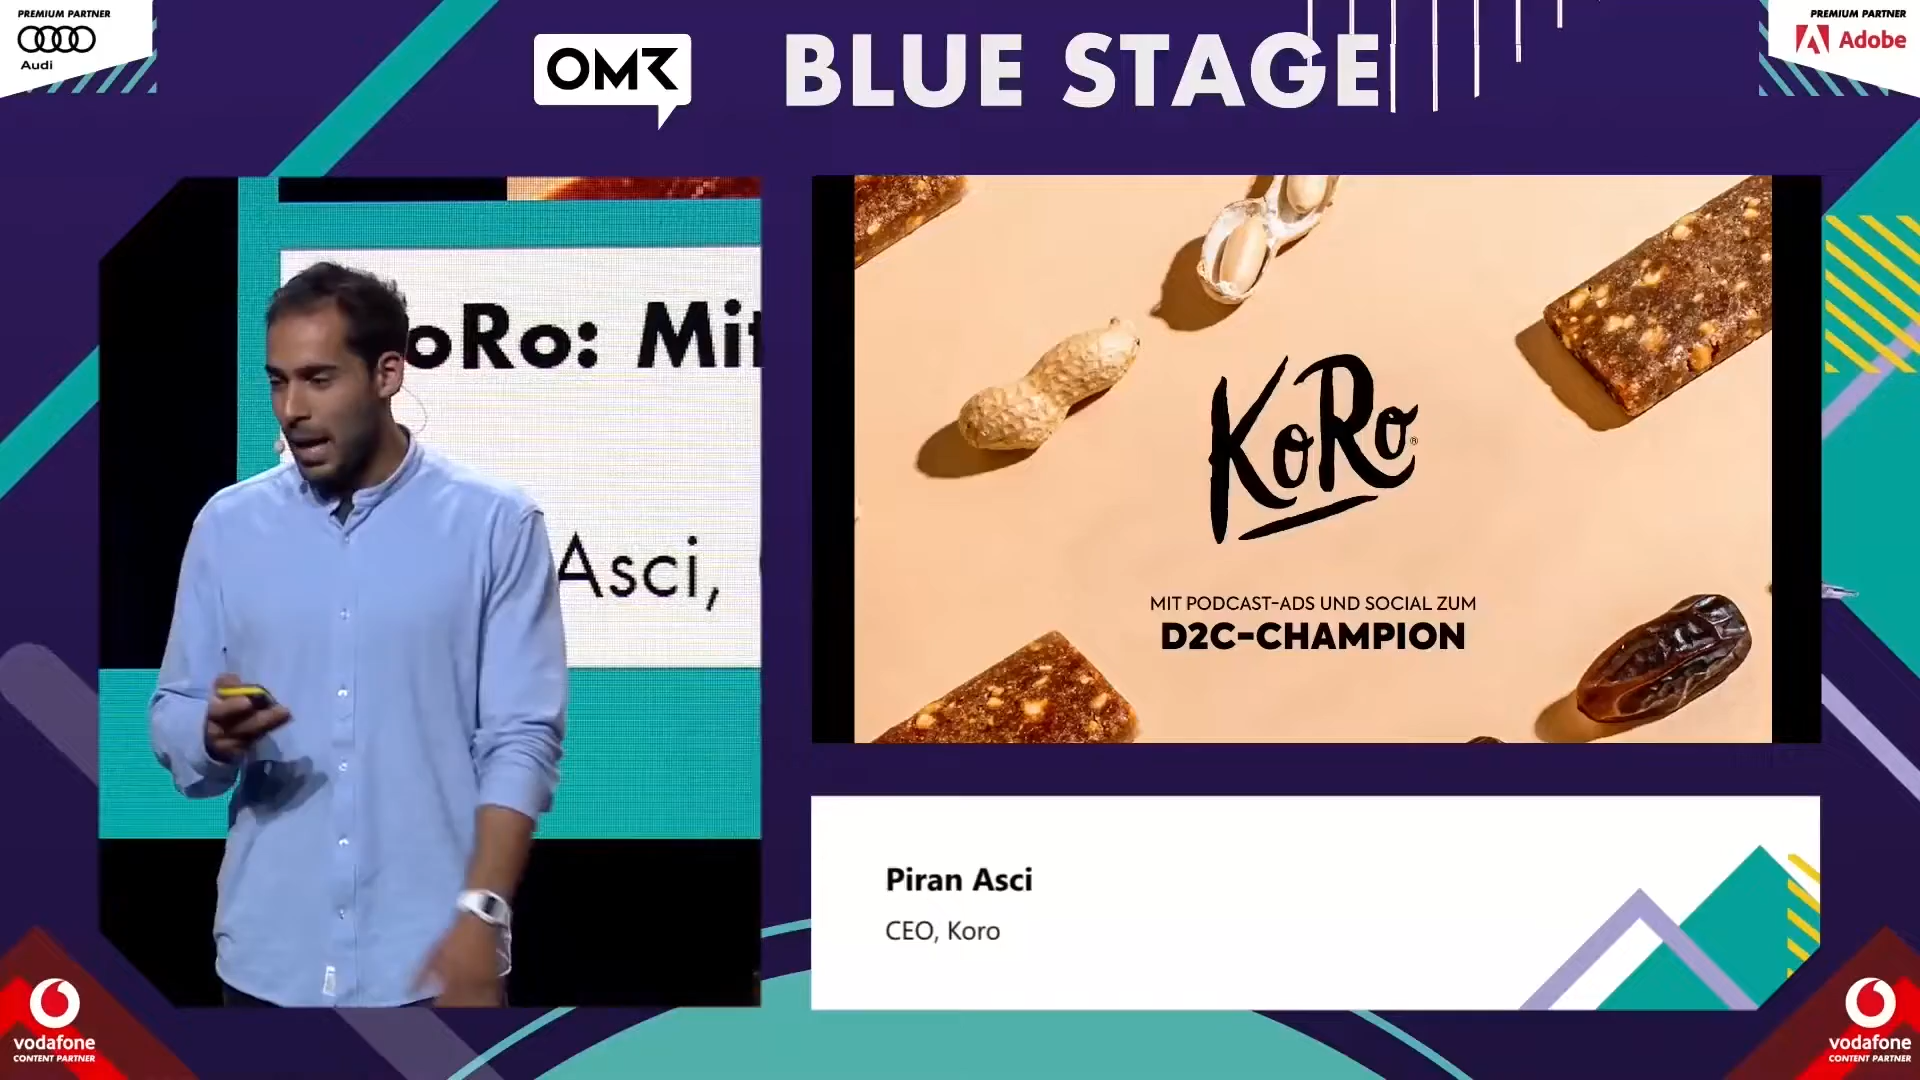 PREMIUM PARTNER
Audi
OMR
BLUE STAGE
PREMIUM PARTNER
Adobe
oRo: Mit
Asci,
KoRo®
MIT PODCAST-ADS UND SOCIAL ZUM
D2C-CHAMPION
Piran Asci
CEO, Koro
vodafone
CONTENT PARTNER
vodafone
CONTENT PARTNER